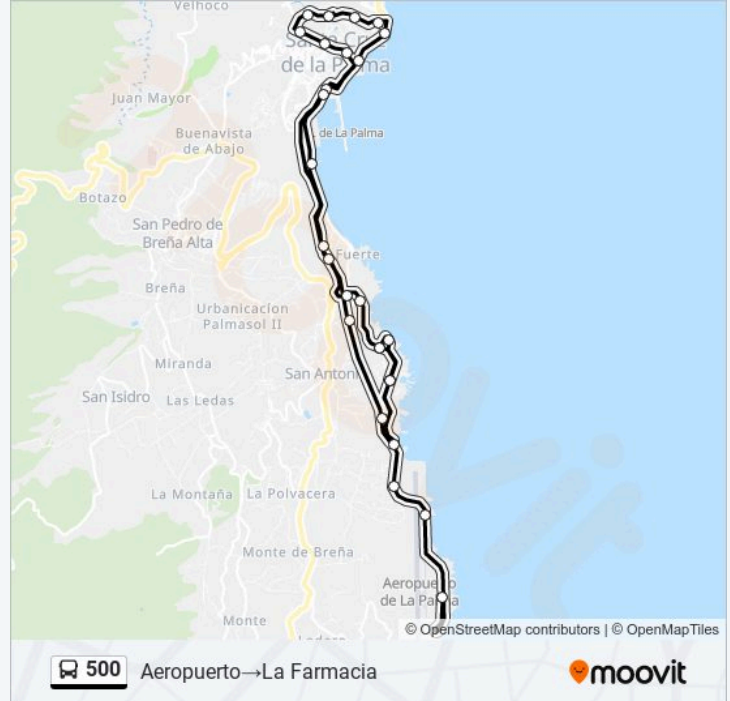 Velhoco
Santa Cruz
de la Palma
Juan Mayor
Buenavista
de Abajo
de La Palma
Botazo
San Pedro de
Breña Alta
Fuerte
Breña
Urbanicacíon
Palmasol II
Miranda
San Antoni
San Isidro
Las Ledas
La Montaña
La Polvacera
Monte de Breña
Aeropuerto
de La Palma
Monte
© OpenStreetMap contributors | © OpenMapTiles
500
Aeropuerto→La Farmacia
moovit